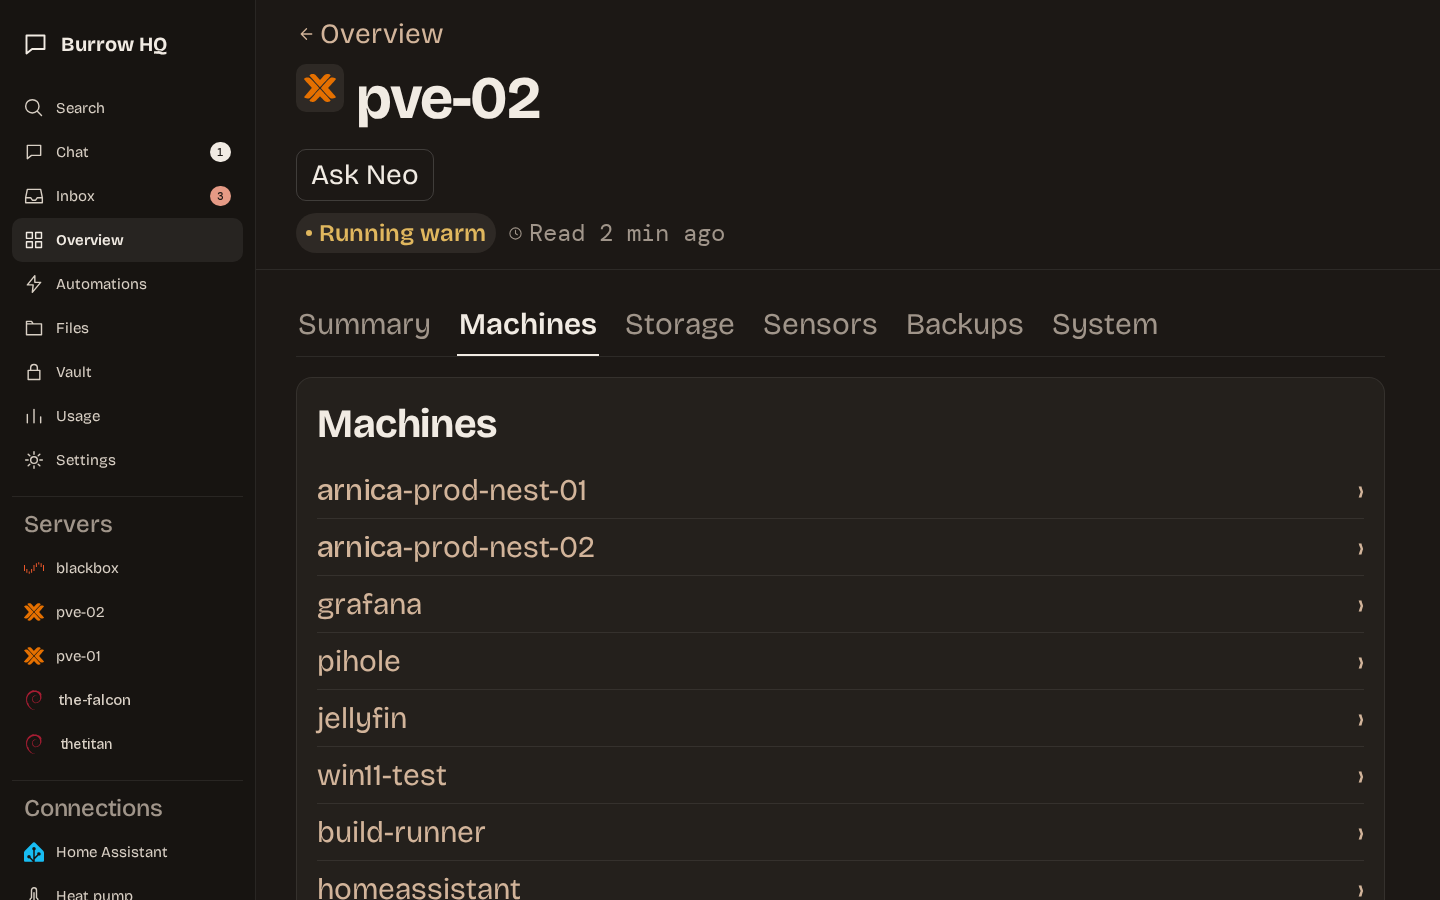 Burrow HQ
Search
Chat 1
Inbox 3
Overview
Automations
Files
Vault
Usage
Settings
Servers
blackbox
pve-02
pve-01
the-falcon
thetitan
Connections
Home Assistant
Heat pump
← Overview
pve-02
Ask Neo
• Running warm Read 2 min ago
Summary Machines Storage Sensors Backups System
Machines
arnica-prod-nest-01 ›
arnica-prod-nest-02 ›
grafana ›
pihole ›
jellyfin ›
win11-test ›
build-runner ›
homeassistant ›